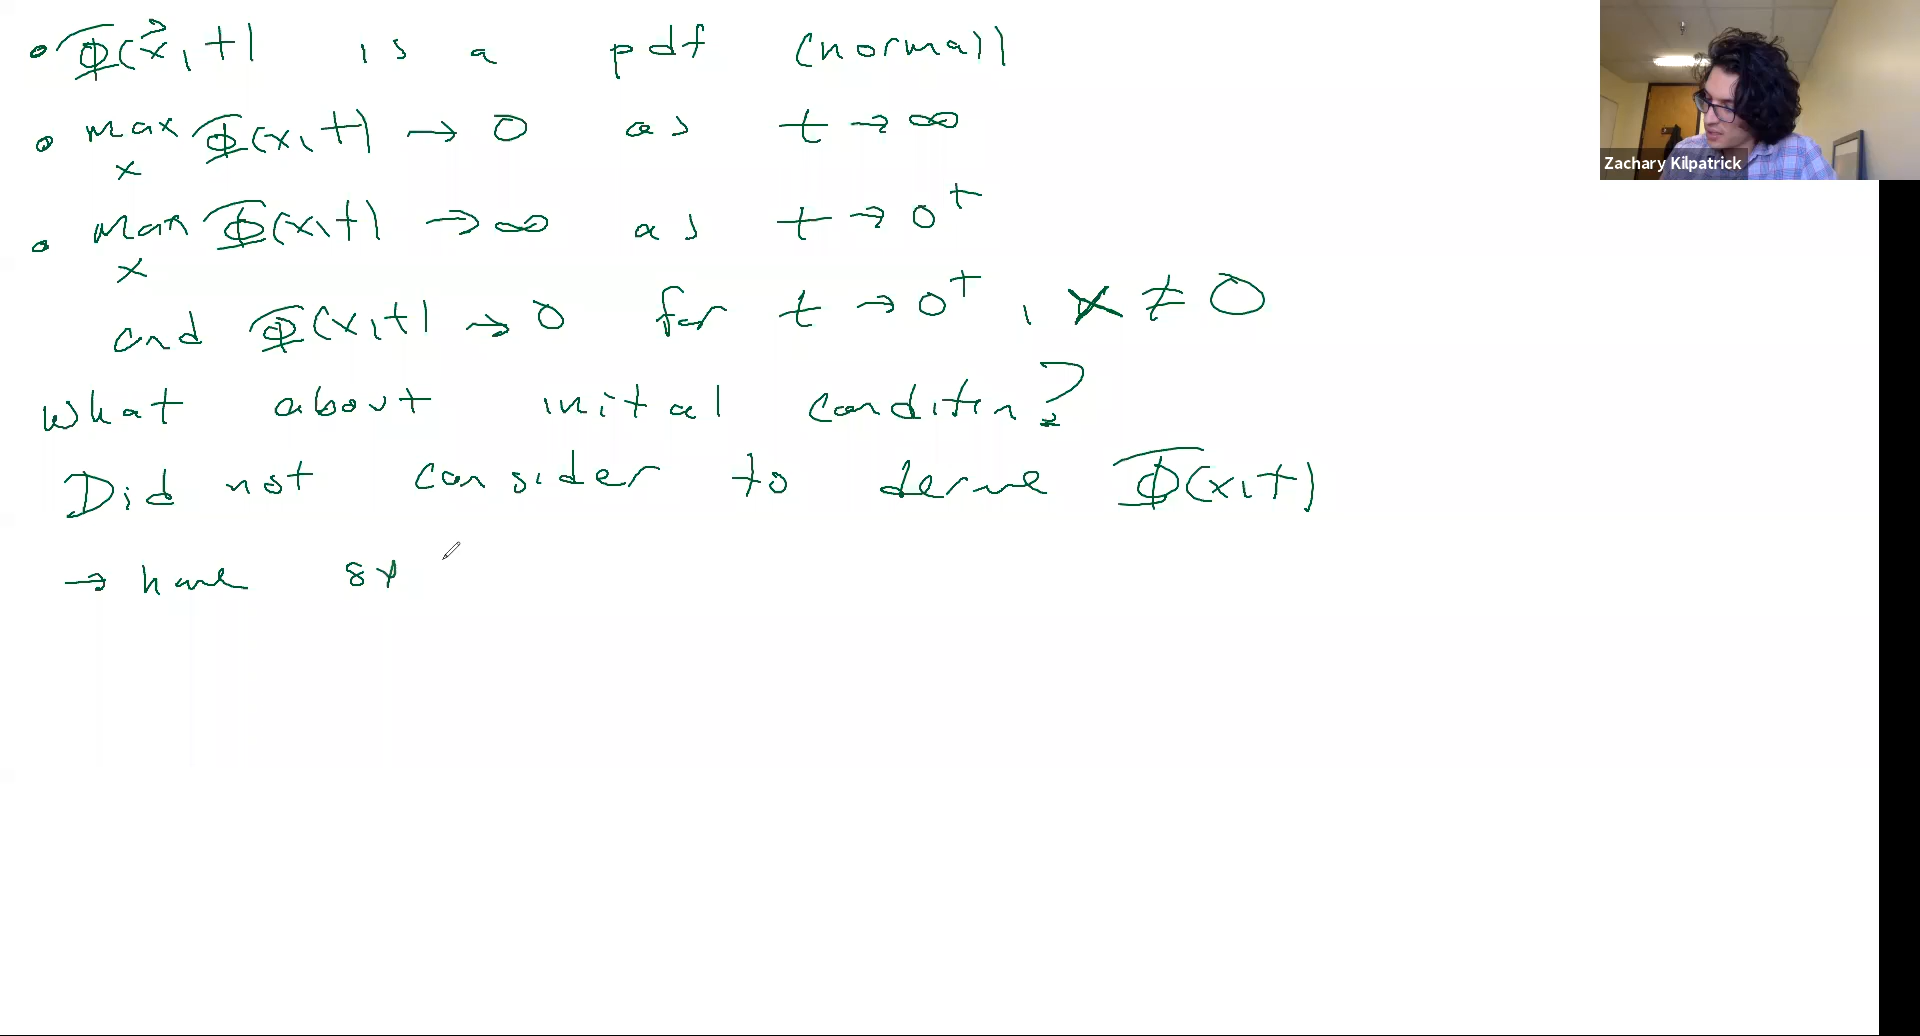 • Φ(x⃗,t) is a pdf (normal)
• max Φ(x,t) → 0 as t → ∞
x
• max Φ(x,t) → ∞ as t → 0⁺
x
and Φ(x,t) → 0 for t → 0⁺, x ≠ 0
What about initial condition?
Did not consider to derive Φ(x,t)
→ have
Zachary Kilpatrick